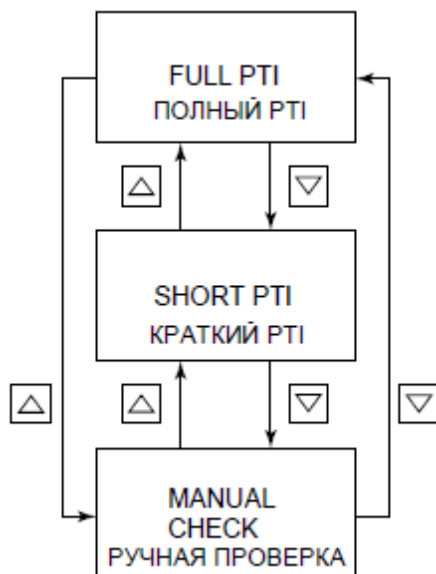 FULL PTI
ПОЛНЫЙ PTI
SHORT PTI
КРАТКИЙ PTI
MANUAL
CHECK
РУЧНАЯ ПРОВЕРКА